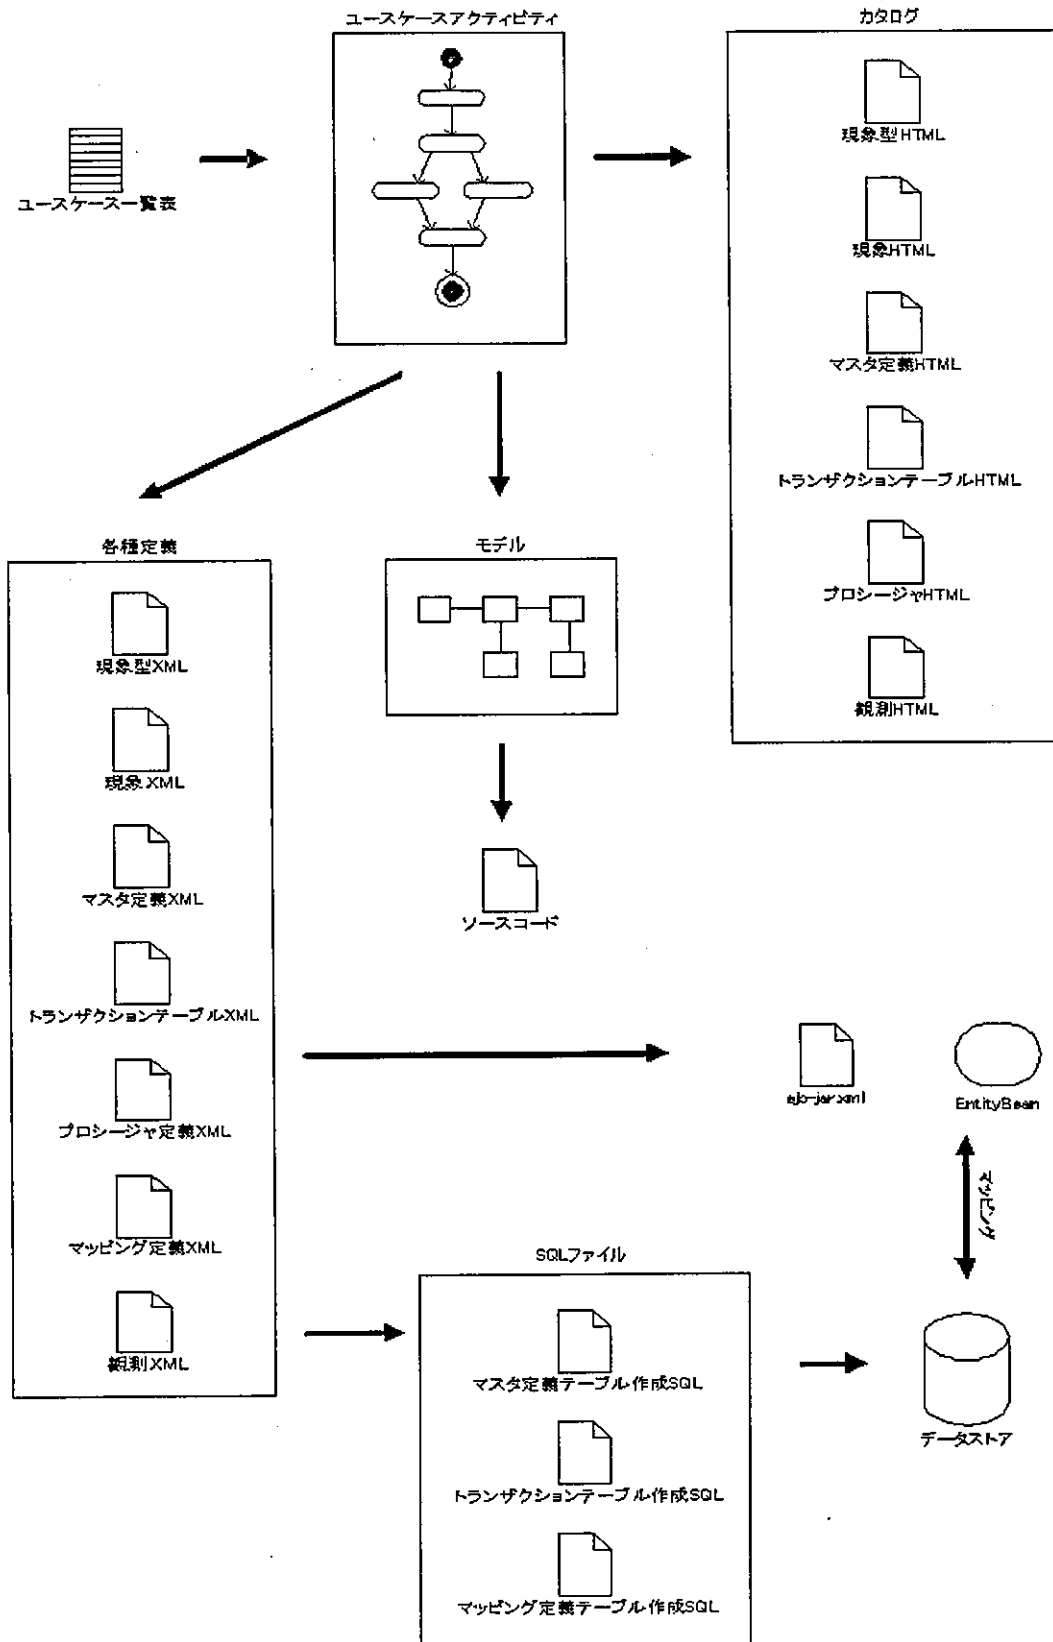 ユースケースアクティビティ
カタログ
ユースケース一覧表
現象型HTML
現象HTML
マスタ定義HTML
トランザクションテーブルHTML
プロシージャHTML
観測HTML
各種定義
モデル
現象型XML
現象XML
マスタ定義XML
トランザクションテーブルXML
プロシージャ定義XML
マッピング定義XML
観測XML
ソースコード
ejb-jar.xml
EntityBean
マッピング
SQLファイル
マスタ定義テーブル作成SQL
トランザクションテーブル作成SQL
マッピング定義テーブル作成SQL
データストア